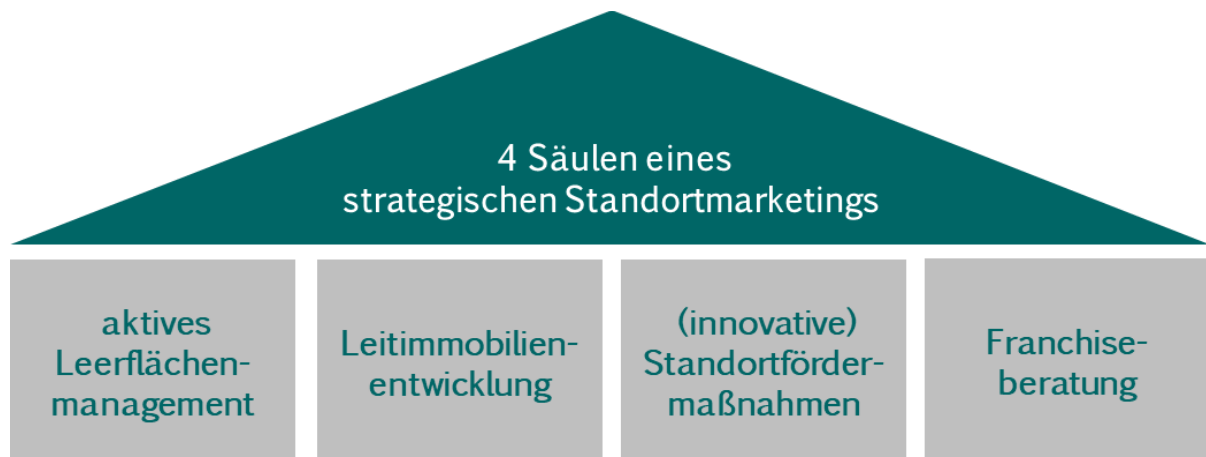 4 Säulen eines
strategischen Standortmarketings
aktives
Leerflächen-
management
Leitimmobilien-
entwicklung
(innovative)
Standortförder-
maßnahmen
Franchise-
beratung